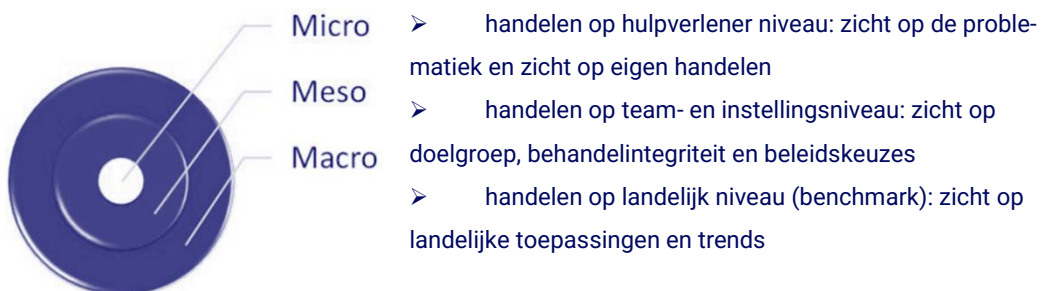 Micro
Meso
Macro
➢ handelen op hulpverlener niveau: zicht op de proble-
matiek en zicht op eigen handelen
➢ handelen op team- en instellingsniveau: zicht op
doelgroep, behandelintegriteit en beleidskeuzes
➢ handelen op landelijk niveau (benchmark): zicht op
landelijke toepassingen en trends